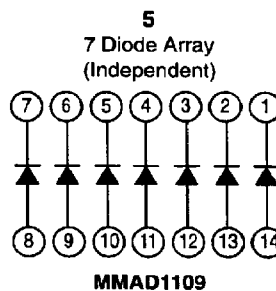 5
7 Diode Array
(Independent)
7 6 5 4 3 2 1
8 9 10 11 12 13 14
MMAD1109